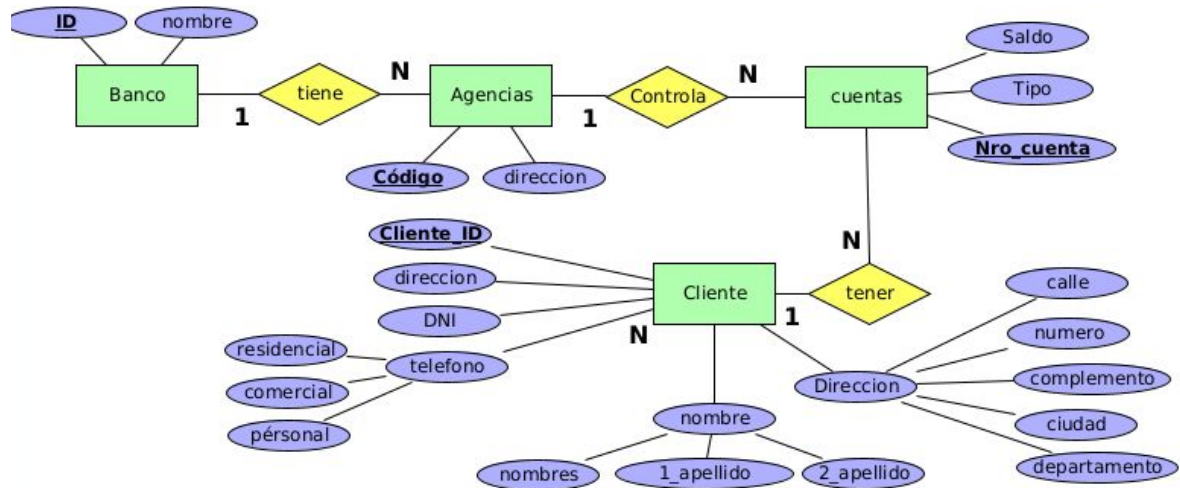 ID
nombre
Saldo
Banco
1
tiene
N
Agencias
1
Controla
N
cuentas
Tipo
Nro_cuenta
Código
direccion
Cliente_ID
direccion
DNI
telefono
residencial
comercial
pérsonal
N
Cliente
1
tener
N
nombre
nombres
1_apellido
2_apellido
Direccion
calle
numero
complemento
ciudad
departamento